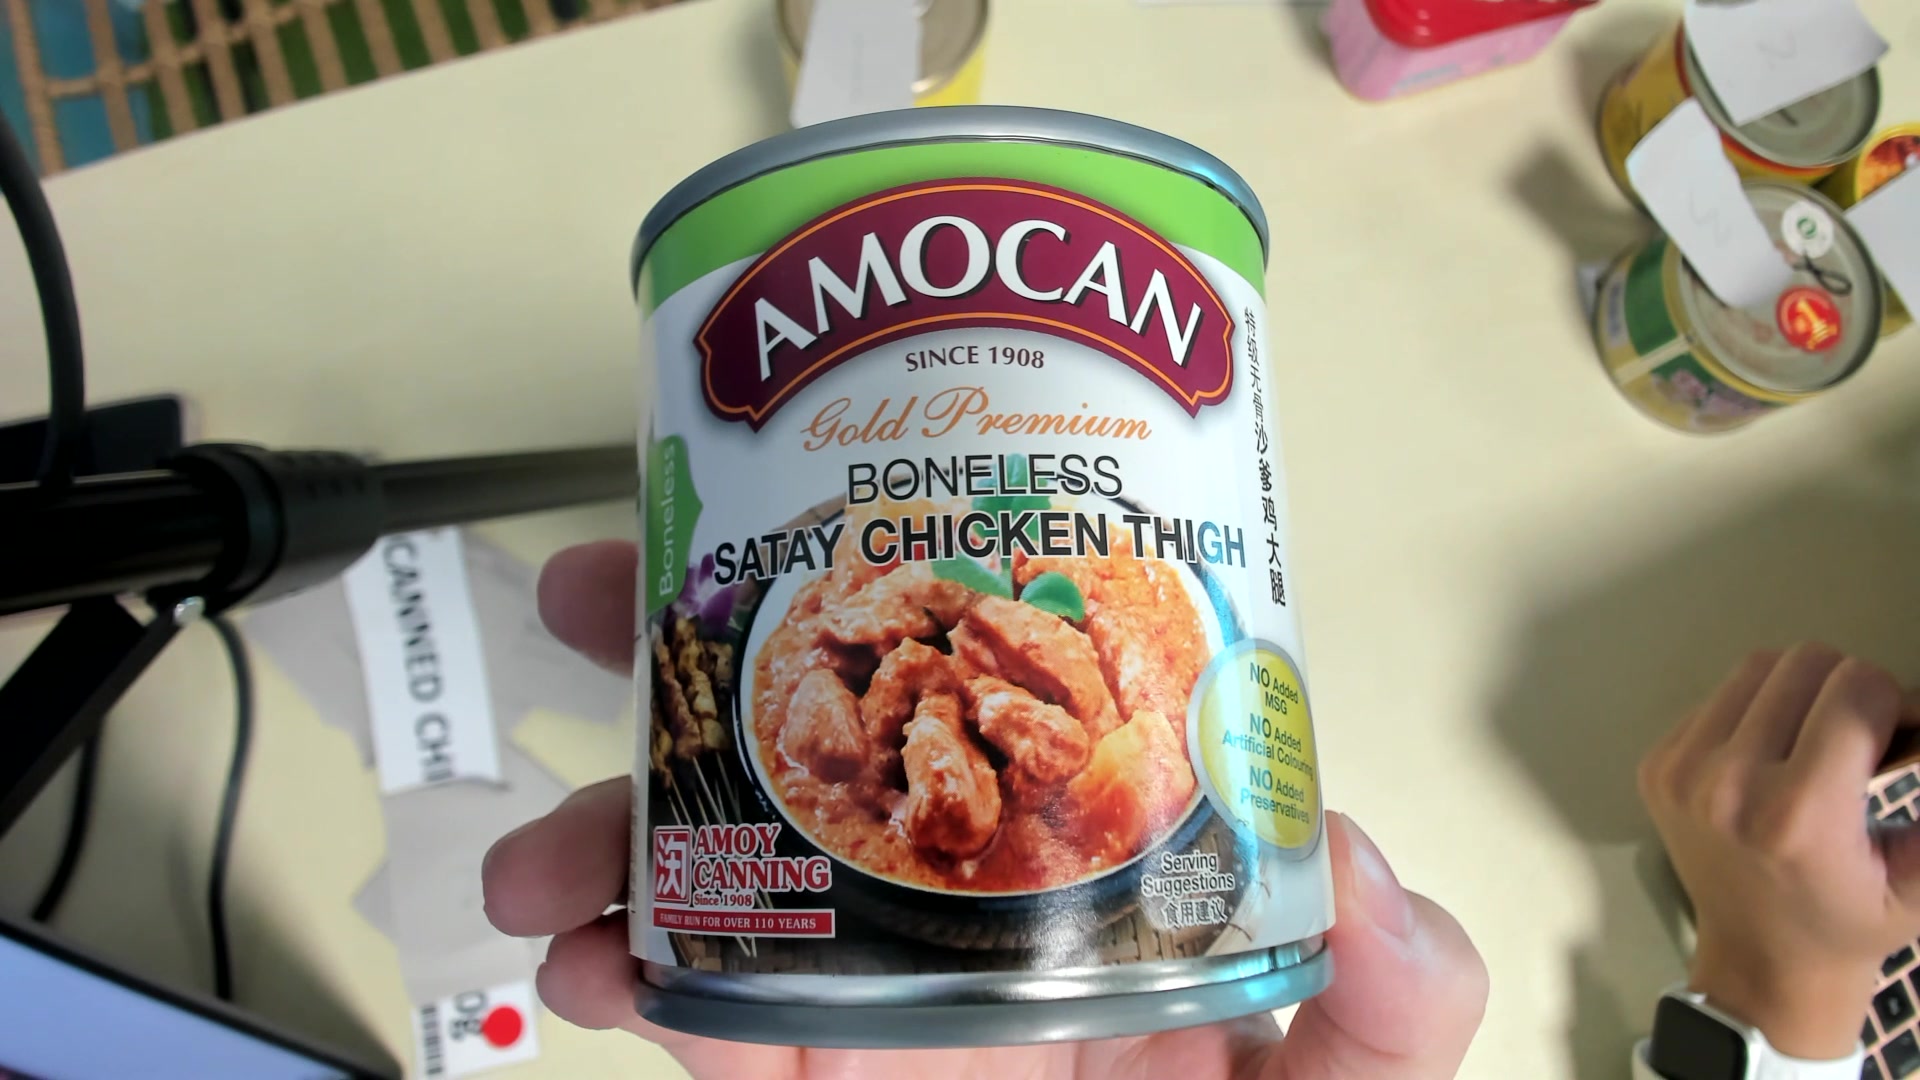 AMOCAN
SINCE 1908
Gold Premium
BONELESS
SATAY CHICKEN THIGH
Boneless
特级无骨沙爹鸡大腿
NO Added
MSG
NO Added
Artificial Colouring
NO Added
Preservatives
淘
AMOY
CANNING
Since 1908
FAMILY RUN FOR OVER 110 YEARS
Serving
Suggestions
食用建议
CANNED CHI